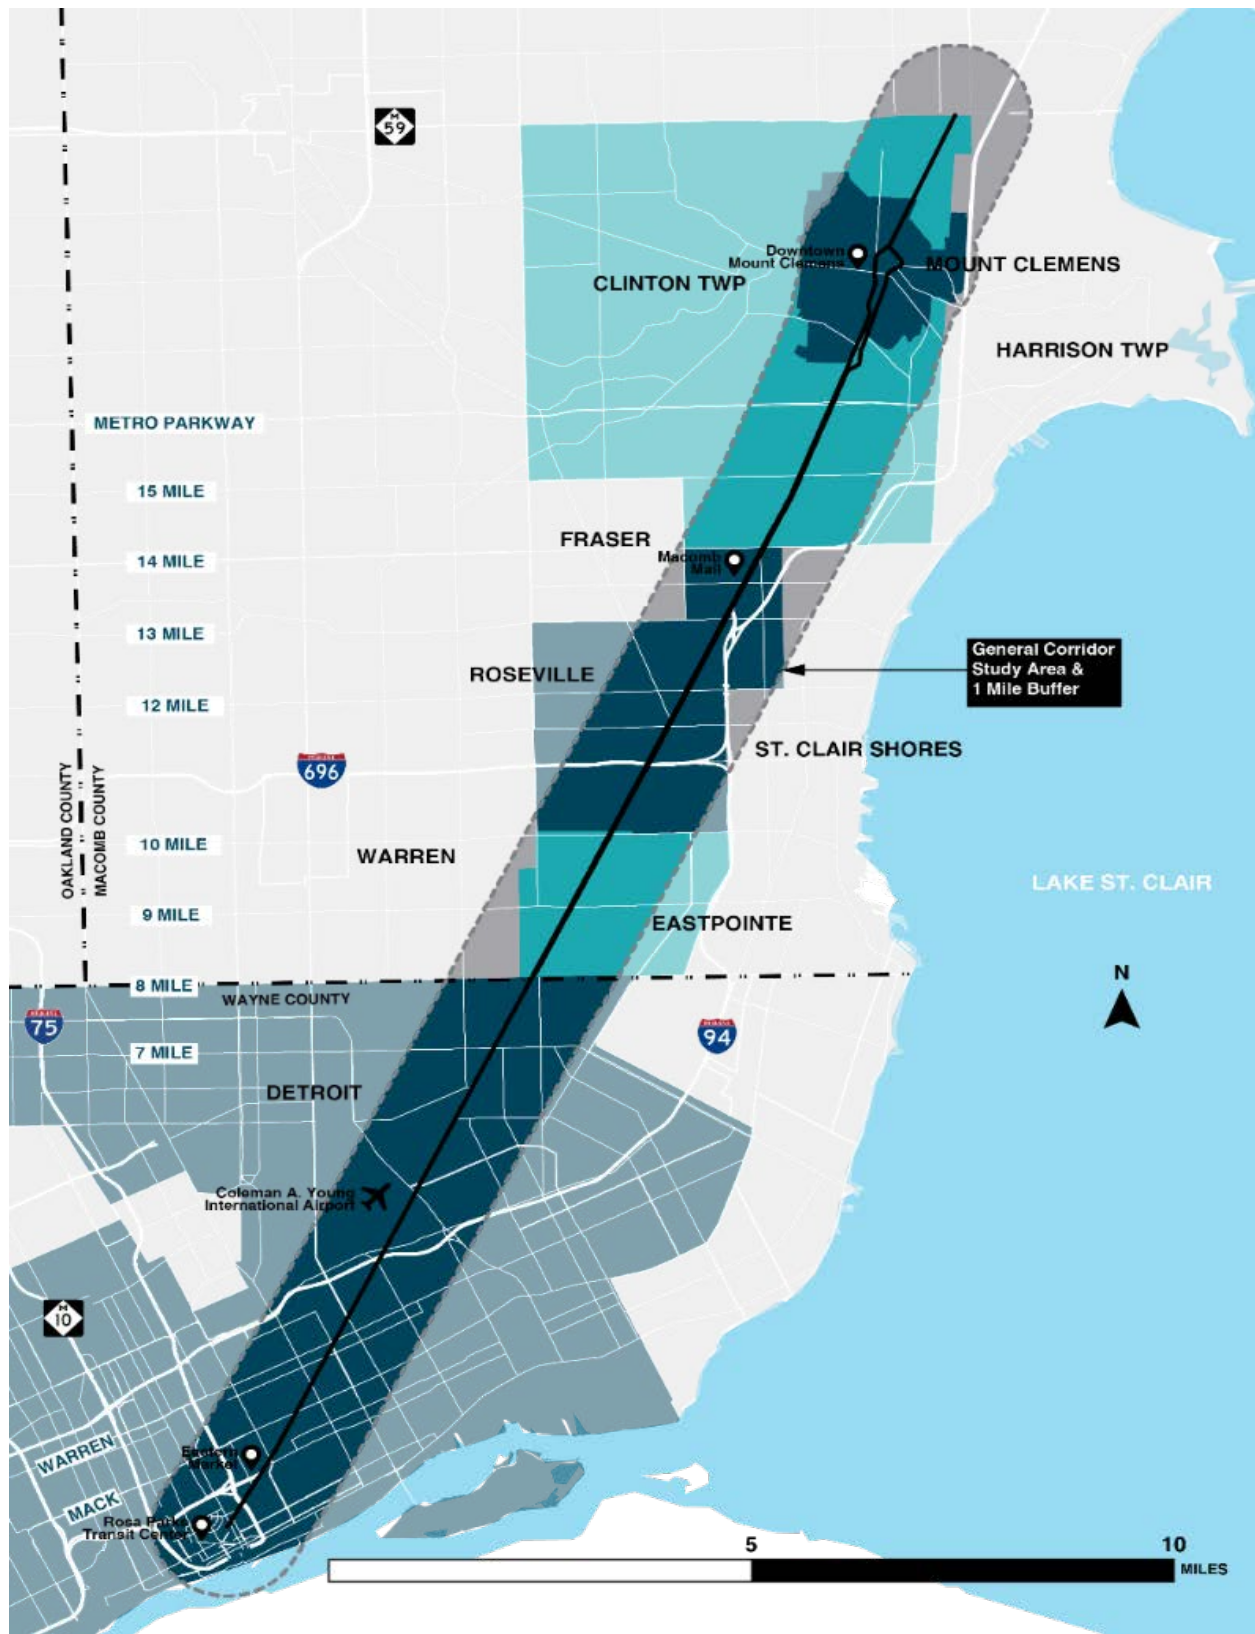 M
59
Downtown
Mount Clemens
MOUNT CLEMENS
CLINTON TWP
HARRISON TWP
METRO PARKWAY
15 MILE
FRASER
14 MILE
Macomb
Mall
13 MILE
General Corridor
Study Area &
1 Mile Buffer
ROSEVILLE
12 MILE
ST. CLAIR SHORES
696
OAKLAND COUNTY
MACOMB COUNTY
10 MILE
WARREN
LAKE ST. CLAIR
9 MILE
EASTPOINTE
N
8 MILE
WAYNE COUNTY
75
94
7 MILE
DETROIT
Coleman A. Young
International Airport
M
10
WARREN
Eastern
Market
MACK
Rosa Parks
Transit Center
5
10
MILES